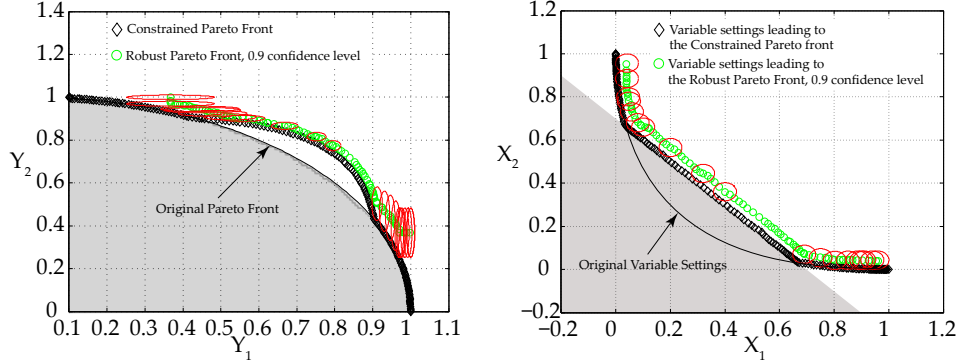 Constrained Pareto Front
Robust Pareto Front, 0.9 confidence level
1.2
1
0.8
0.6
0.4
0.2
0
Y2
Original Pareto Front
0.1 0.2 0.3 0.4 0.5 0.6 0.7 0.8 0.9 1 1.1
Y1
Variable settings leading to
the Constrained Pareto front
Variable settings leading to
the Robust Pareto Front, 0.9 confidence level
1.2
1
0.8
0.6
0.4
0.2
0
−0.2
X2
Original Variable Settings
−0.2 0 0.2 0.4 0.6 0.8 1 1.2
X1